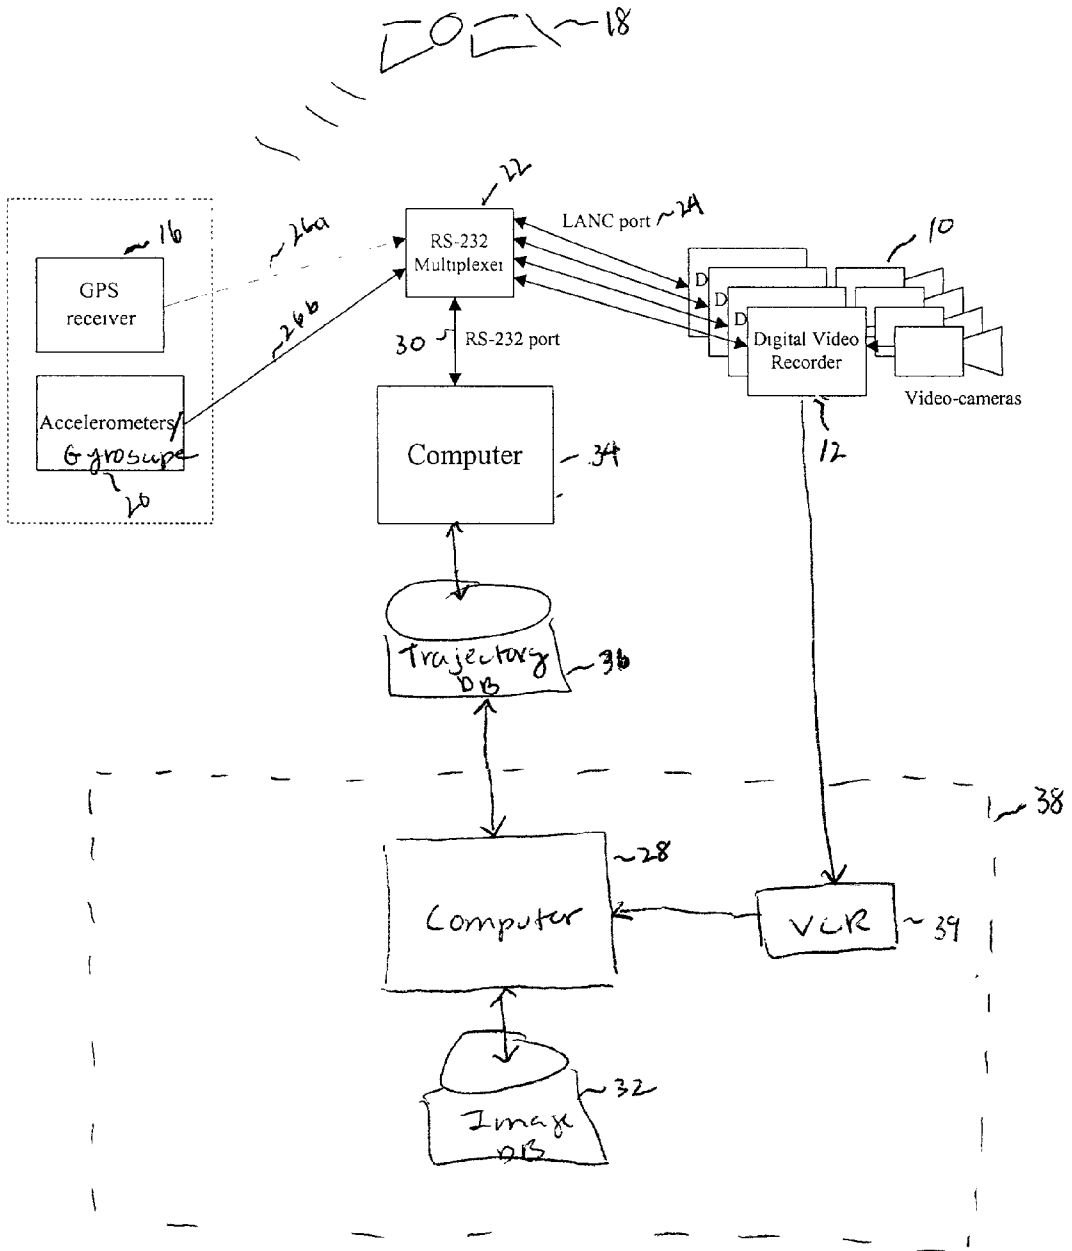 18
22
26a
LANC port
24
16
10
RS-232
Multiplexer
GPS
receiver
D
D
D
26b
30
RS-232 port
Digital Video
Recorder
Video-cameras
Accelerometers/
Gyroscope
20
Computer
34
12
Trajectory
DB
36
38
28
Computer
VCR
39
32
Image
DB